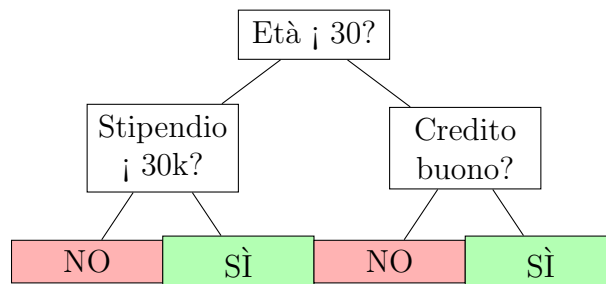 Età ¡ 30?
Stipendio
¡ 30k?
Credito
buono?
NO
SÌ
NO
SÌ